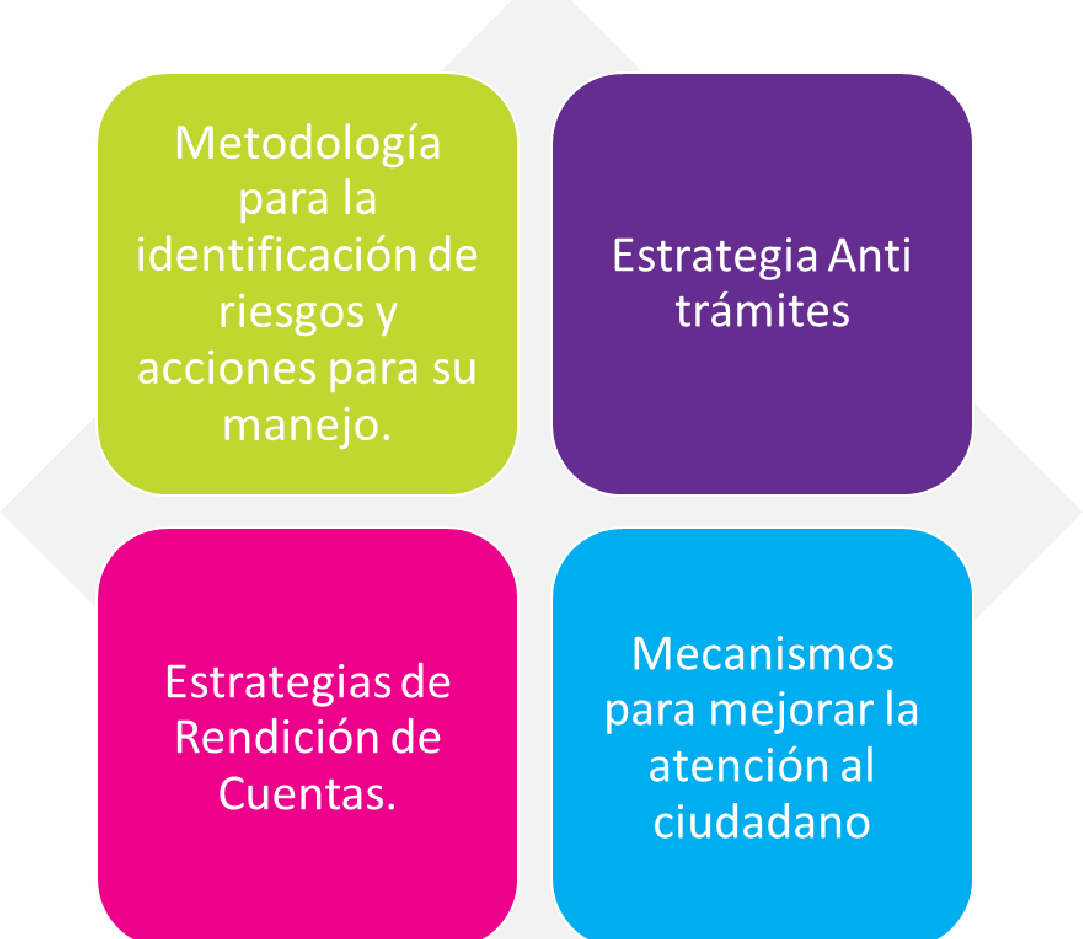 Metodología
para la
identificación de
riesgos y
acciones para su
manejo.
Estrategia Anti
trámites
Estrategias de
Rendición de
Cuentas.
Mecanismos
para mejorar la
atención al
ciudadano